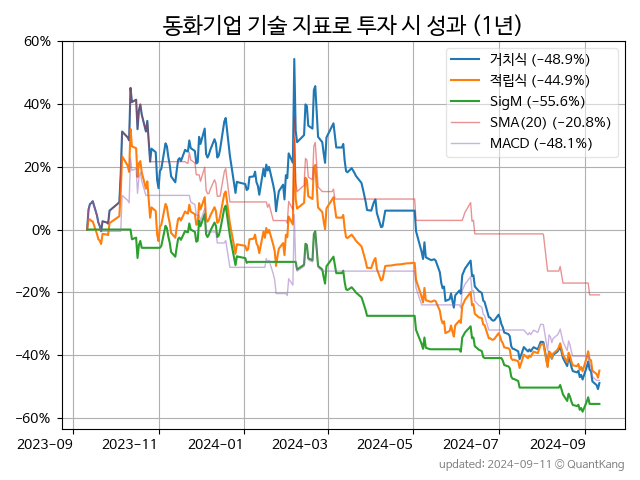 동화기업 기술 지표로 투자 시 성과 (1년)
60%
40%
20%
0%
−20%
−40%
−60%
거치식 (−48.9%)
적립식 (−44.9%)
SigM (−55.6%)
SMA(20) (−20.8%)
MACD (−48.1%)
2023-09
2023-11
2024-01
2024-03
2024-05
2024-07
2024-09
updated: 2024-09-11 © QuantKang